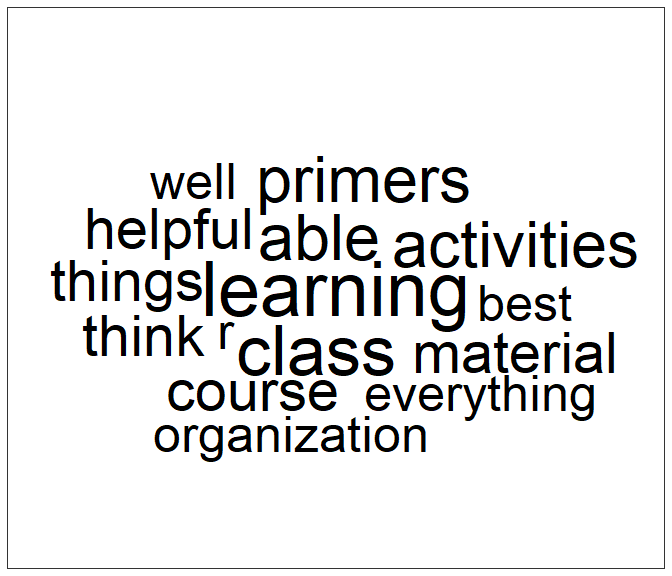 well primers
helpful able activities
things learning best
think r class material
course everything
organization